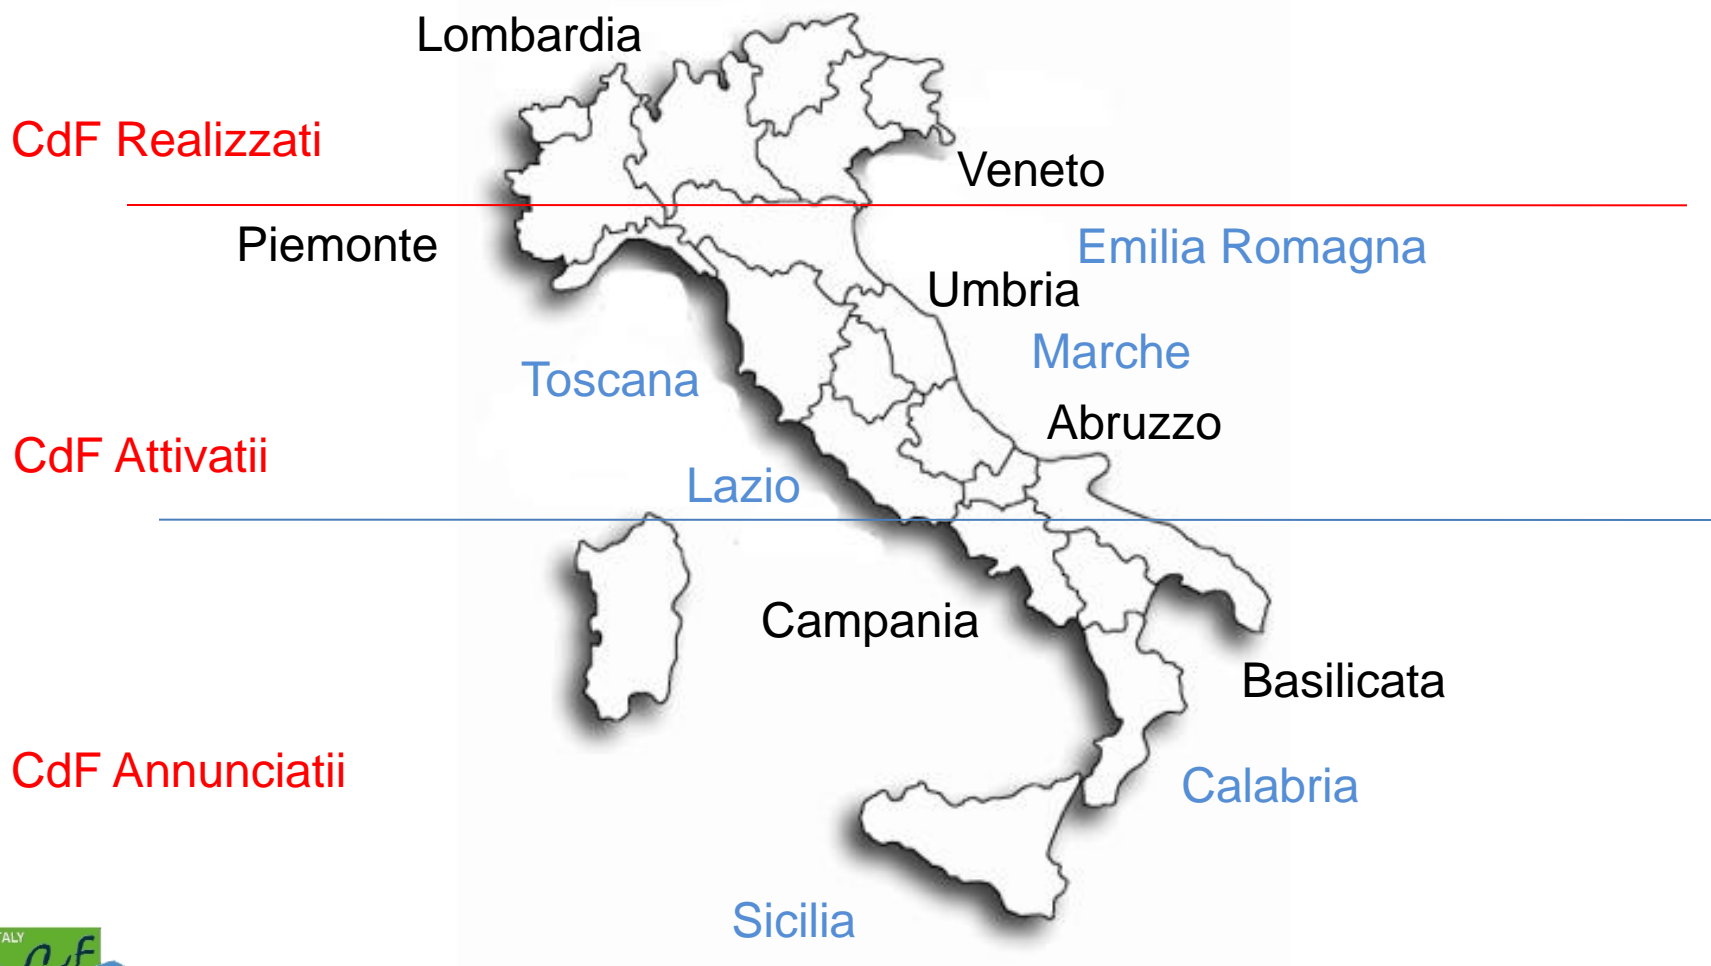 Lombardia
CdF Realizzati
Veneto
Piemonte
Emilia Romagna
Umbria
Marche
Toscana
Abruzzo
CdF Attivatii
Lazio
Campania
Basilicata
CdF Annunciatii
Calabria
Sicilia